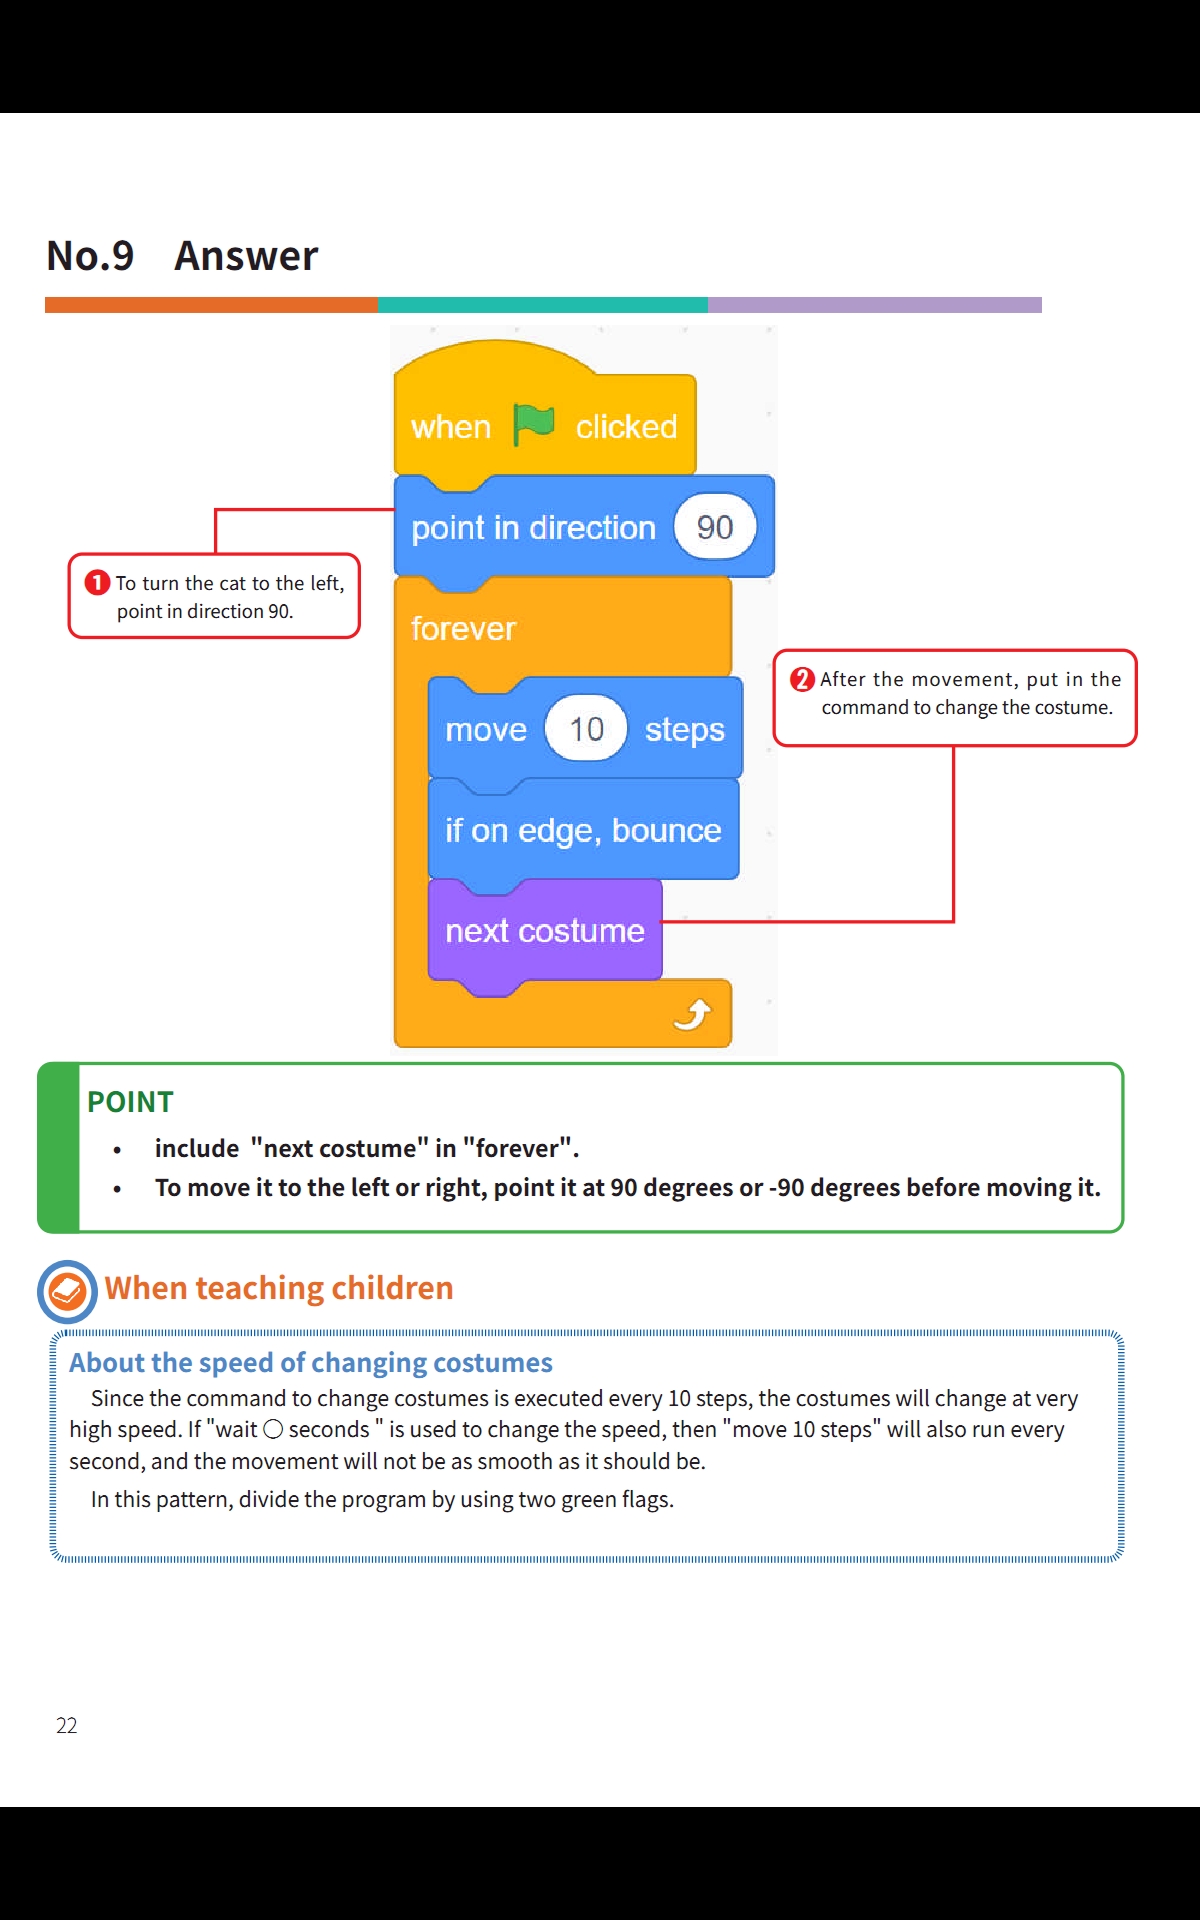 No.9 Answer
when clicked
point in direction 90
❶ To turn the cat to the left,
point in direction 90.
forever
❷ After the movement, put in the
command to change the costume.
move 10 steps
if on edge, bounce
next costume
POINT
• include "next costume" in "forever".
• To move it to the left or right, point it at 90 degrees or -90 degrees before moving it.
When teaching children
About the speed of changing costumes
Since the command to change costumes is executed every 10 steps, the costumes will change at very
high speed. If "wait ○ seconds " is used to change the speed, then "move 10 steps" will also run every
second, and the movement will not be as smooth as it should be.
In this pattern, divide the program by using two green flags.
22